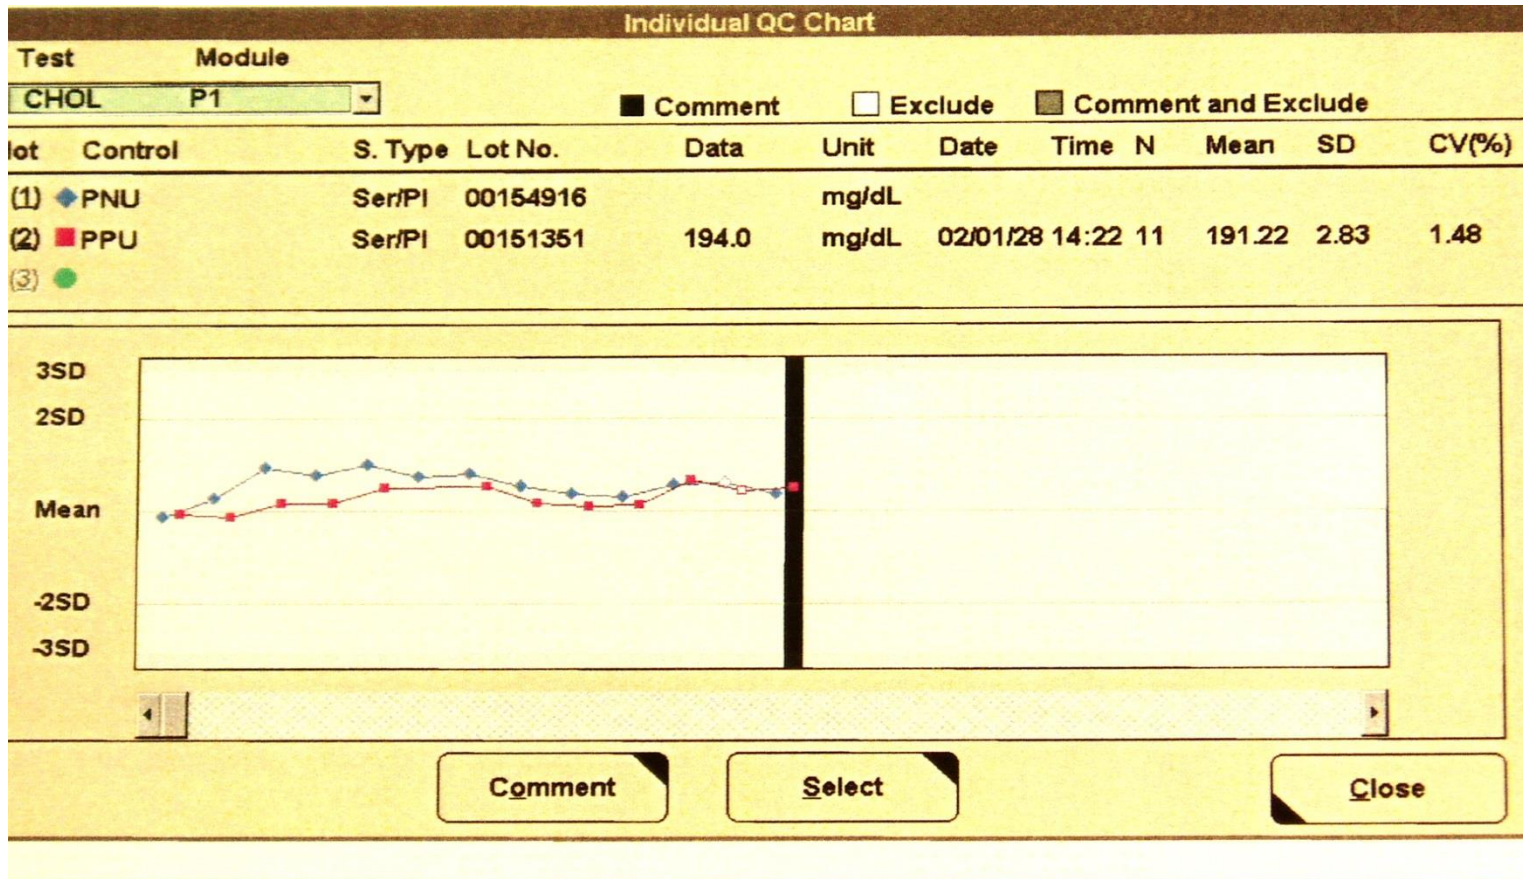 Individual QC Chart
Test Module
CHOL P1
Comment Exclude Comment and Exclude
lot Control S. Type Lot No. Data Unit Date Time N Mean SD CV(%)
(1) PNU Ser/Pl 00154916 mg/dL
(2) PPU Ser/Pl 00151351 194.0 mg/dL 02/01/28 14:22 11 191.22 2.83 1.48
(3)
3SD
2SD
Mean
-2SD
-3SD
Comment Select Close